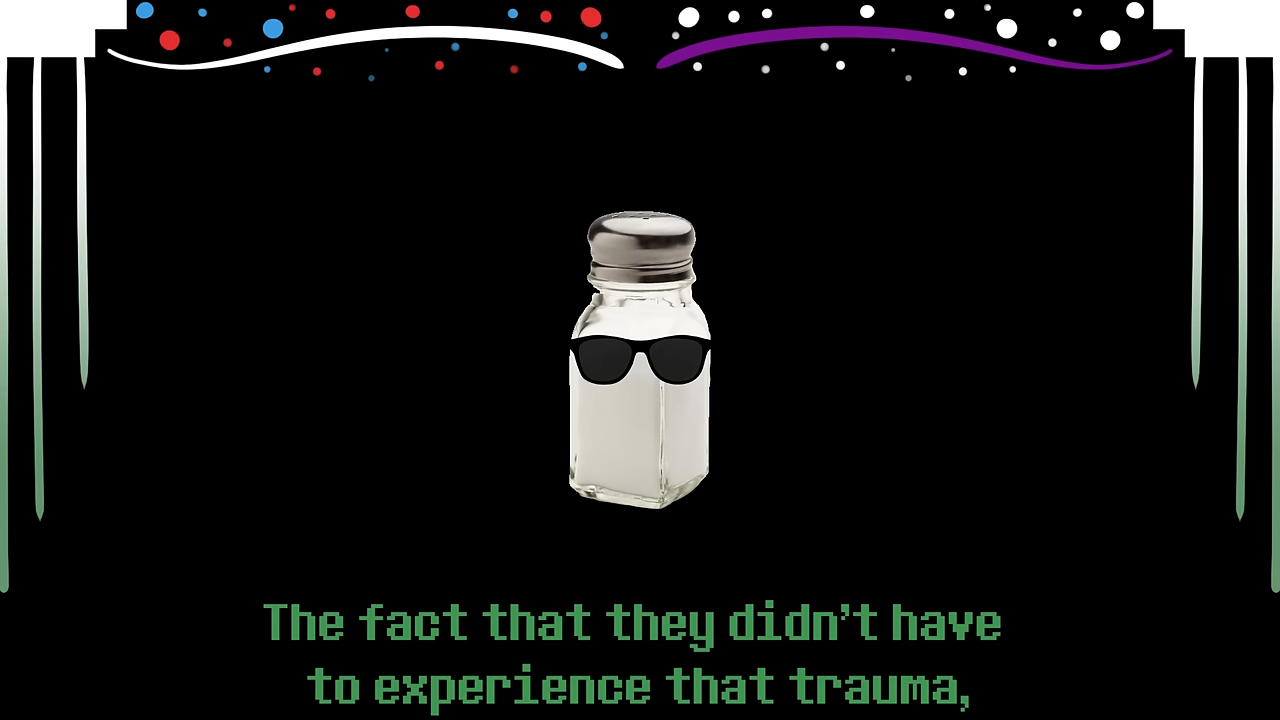 The fact that they didn't have
to experience that trauma,